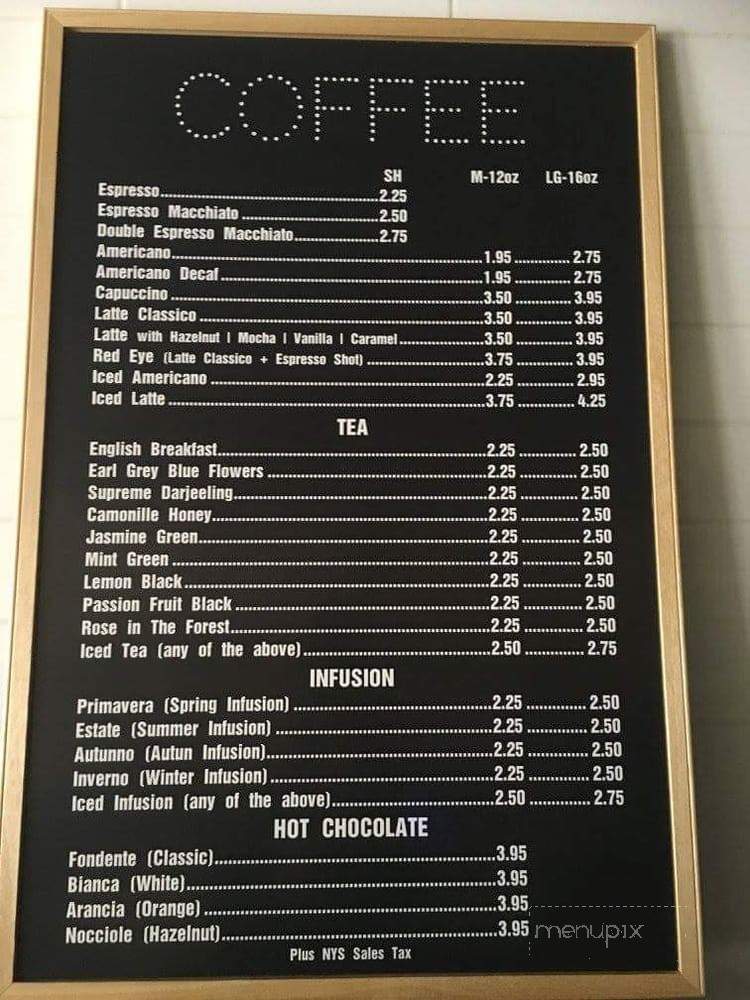 COFFEE
SH M-12oz LG-16oz
Espresso....................2.25
Espresso Macchiato....................2.50
Double Espresso Macchiato....................2.75
Americano....................1.95.............2.75
Americano Decaf....................1.95.............2.75
Capuccino....................3.50.............3.95
Latte Classico....................3.50.............3.95
Latte with Hazelnut | Mocha | Vanilla | Caramel....................3.50.............3.95
Red Eye (Latte Classico + Espresso Shot)....................3.75.............3.95
Iced Americano....................2.25.............2.95
Iced Latte....................3.75.............4.25
TEA
English Breakfast....................2.25.............2.50
Earl Grey Blue Flowers....................2.25.............2.50
Supreme Darjeeling....................2.25.............2.50
Camonille Honey....................2.25.............2.50
Jasmine Green....................2.25.............2.50
Mint Green....................2.25.............2.50
Lemon Black....................2.25.............2.50
Passion Fruit Black....................2.25.............2.50
Rose in The Forest....................2.25.............2.50
Iced Tea (any of the above)....................2.50.............2.75
INFUSION
Primavera (Spring Infusion)....................2.25.............2.50
Estate (Summer Infusion)....................2.25.............2.50
Autunno (Autun Infusion)....................2.25.............2.50
Inverno (Winter Infusion)....................2.25.............2.50
Iced Infusion (any of the above)....................2.50.............2.75
HOT CHOCOLATE
Fondente (Classic)....................3.95
Bianca (White)....................3.95
Arancia (Orange)....................3.95
Nocciole (Hazelnut)....................3.95
menupix
Plus NYS Sales Tax